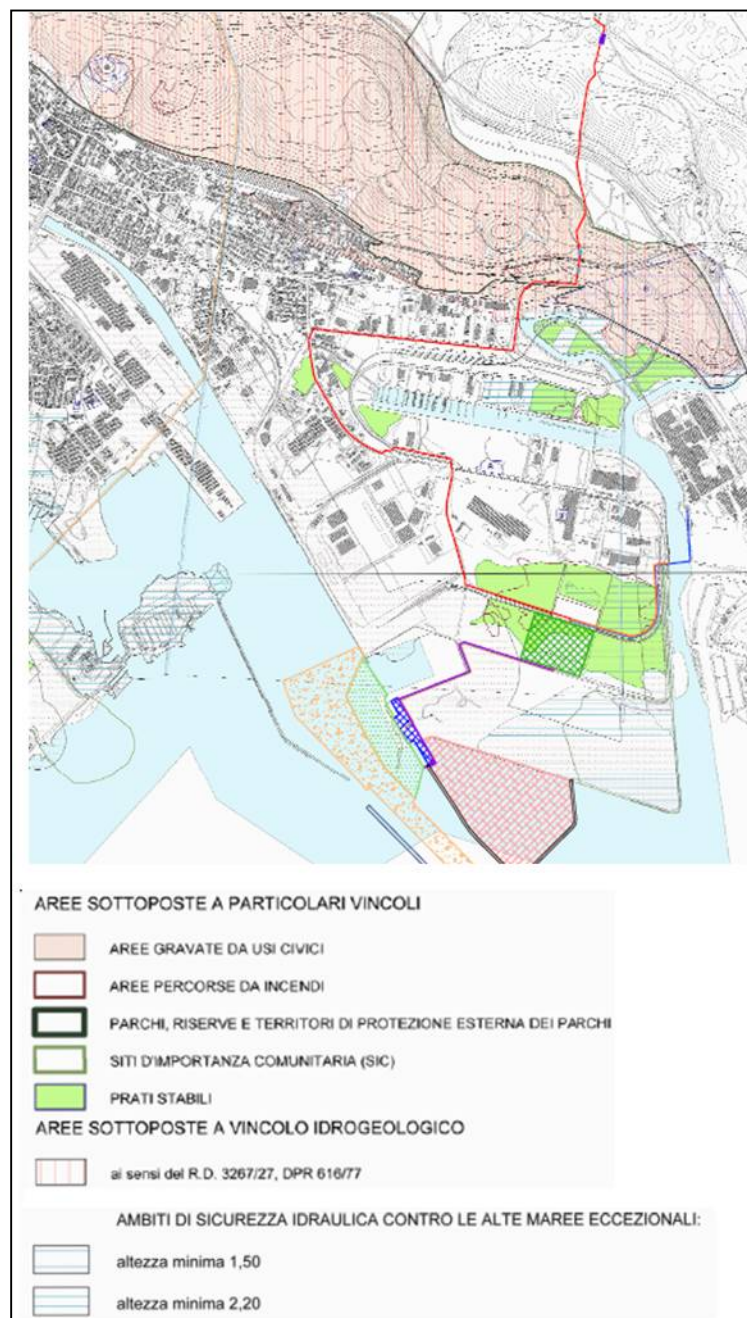 AREE SOTTOPOSTE A PARTICOLARI VINCOLI
AREE GRAVATE DA USI CIVICI
AREE PERCORSE DA INCENDI
PARCHI, RISERVE E TERRITORI DI PROTEZIONE ESTERNA DEI PARCHI
SITI D'IMPORTANZA COMUNITARIA (SIC)
PRATI STABILI
AREE SOTTOPOSTE A VINCOLO IDROGEOLOGICO
ai sensi del R.D. 3267/27, DPR 616/77
AMBITI DI SICUREZZA IDRAULICA CONTRO LE ALTE MAREE ECCEZIONALI:
altezza minima 1,50
altezza minima 2,20